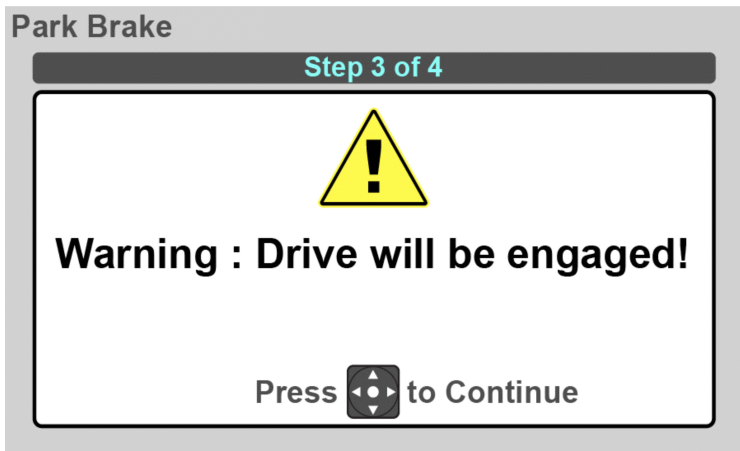 Park Brake
Step 3 of 4
!
Warning : Drive will be engaged!
Press to Continue